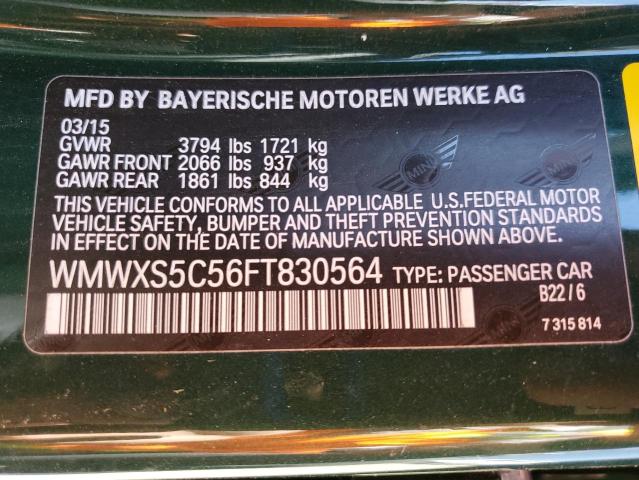 MFD BY BAYERISCHE MOTOREN WERKE AG
03/15
GVWR 3794 lbs 1721 kg
GAWR FRONT 2066 lbs 937 kg
GAWR REAR 1861 lbs 844 kg
THIS VEHICLE CONFORMS TO ALL APPLICABLE U.S.FEDERAL MOTOR
VEHICLE SAFETY, BUMPER AND THEFT PREVENTION STANDARDS
IN EFFECT ON THE DATE OF MANUFACTURE SHOWN ABOVE.
WMWXS5C56FT830564 TYPE: PASSENGER CAR
B22/6
7 315 814
MINI